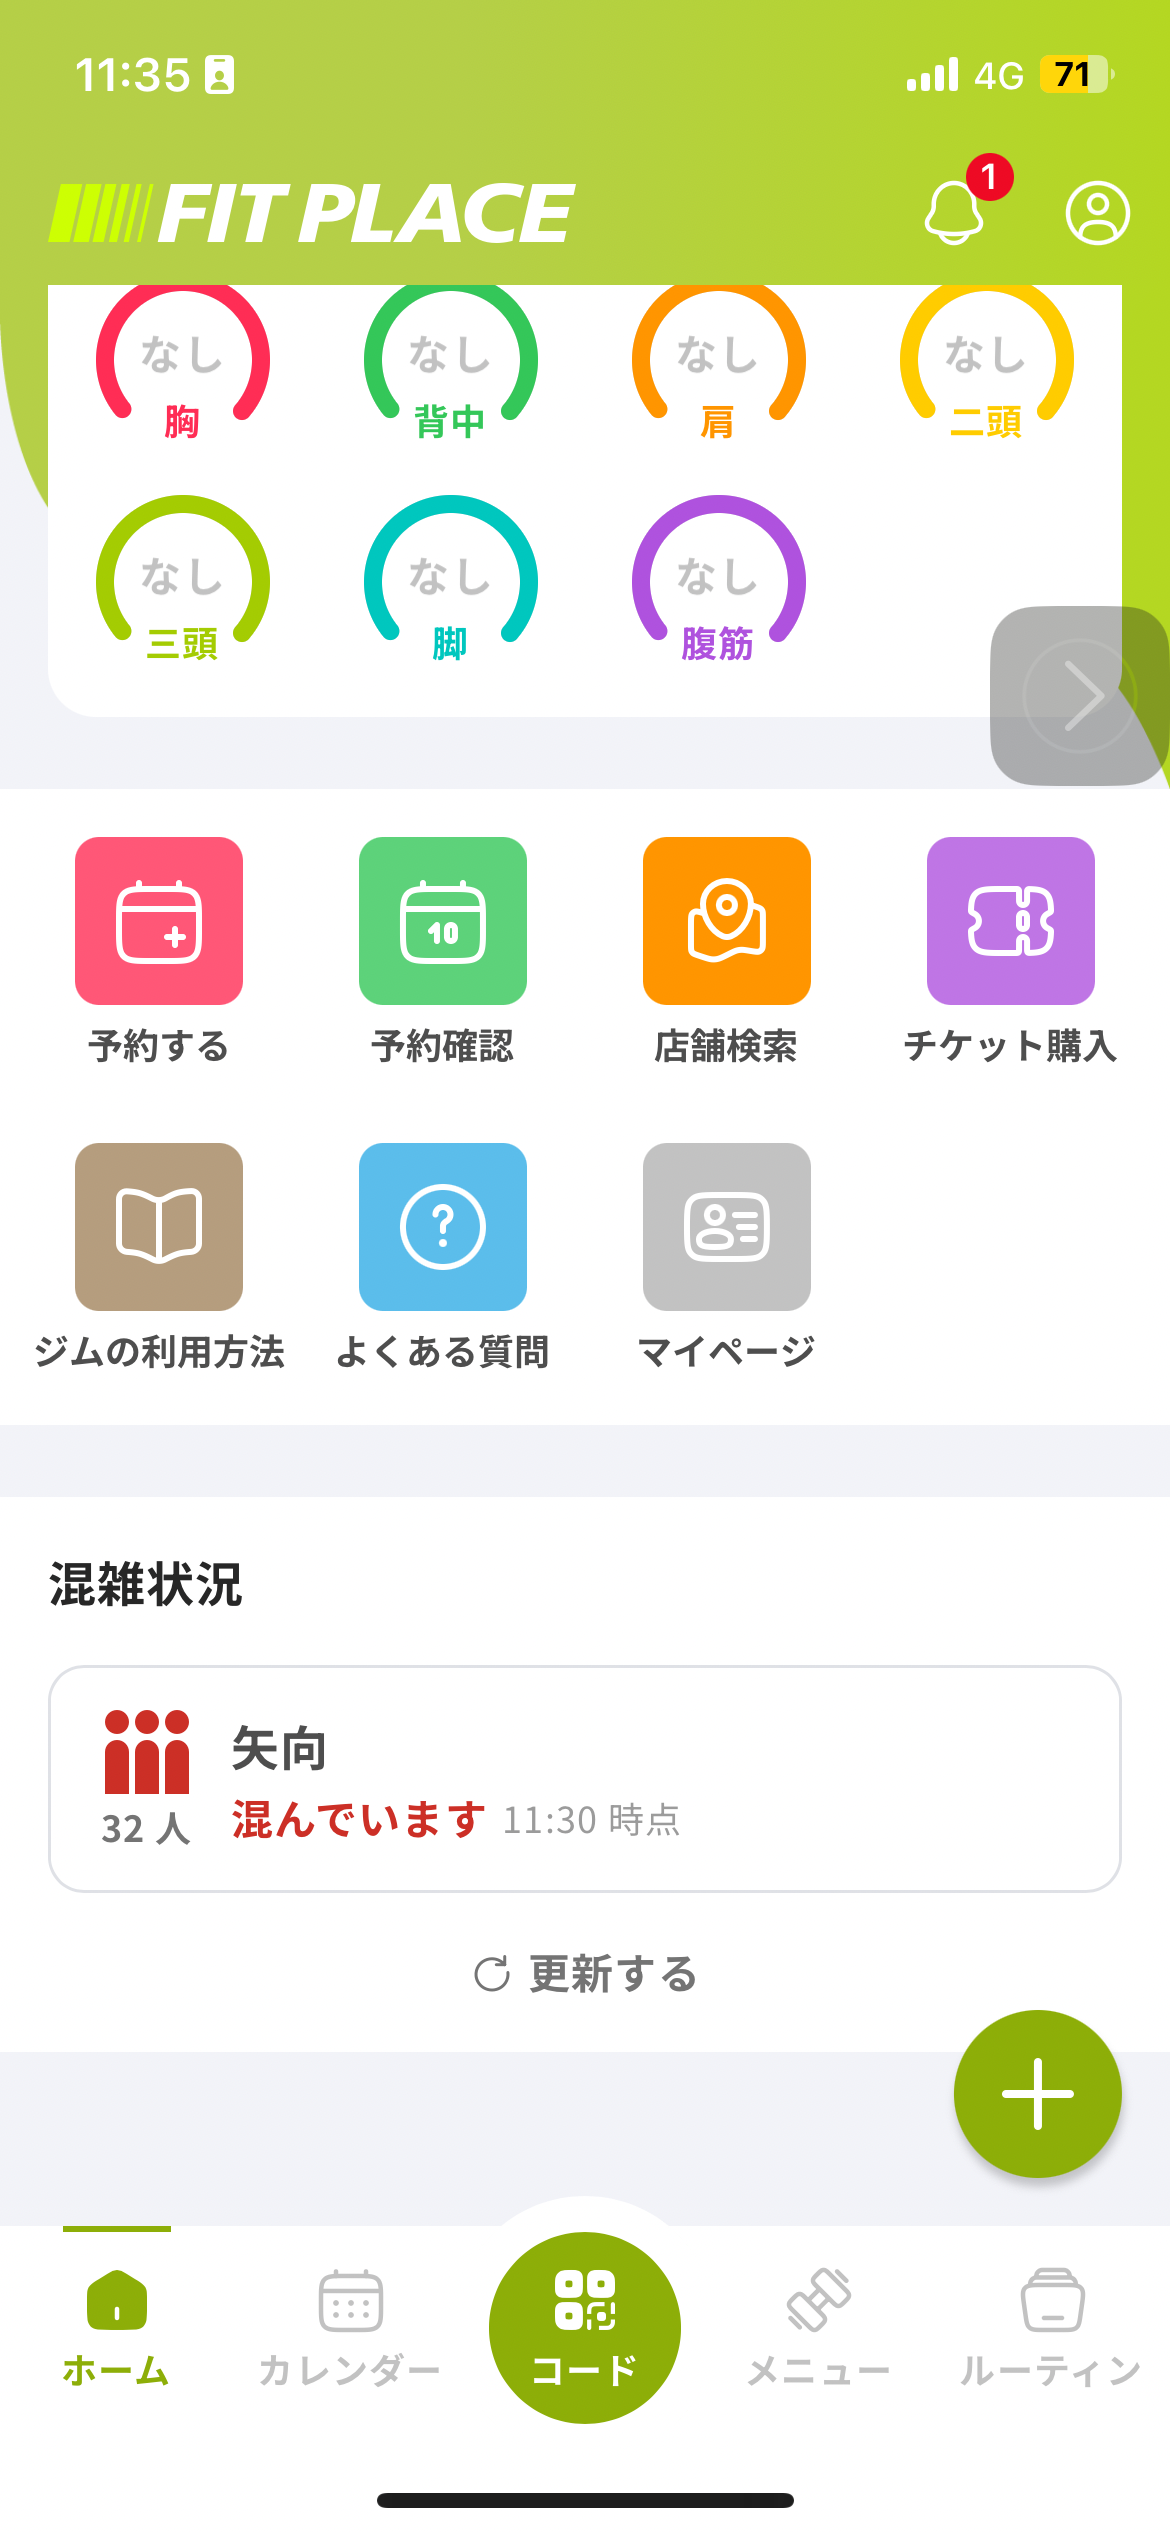 11:35 4G 71
FIT PLACE 1
なし なし なし なし
胸 背中 肩 二頭
なし なし なし
三頭 脚 腹筋
10
予約する 予約確認 店舗検索 チケット購入
?
ジムの利用方法 よくある質問 マイページ
混雑状況
矢向
32 人 混んでいます 11:30 時点
更新する
ホーム カレンダー コード メニュー ルーティン